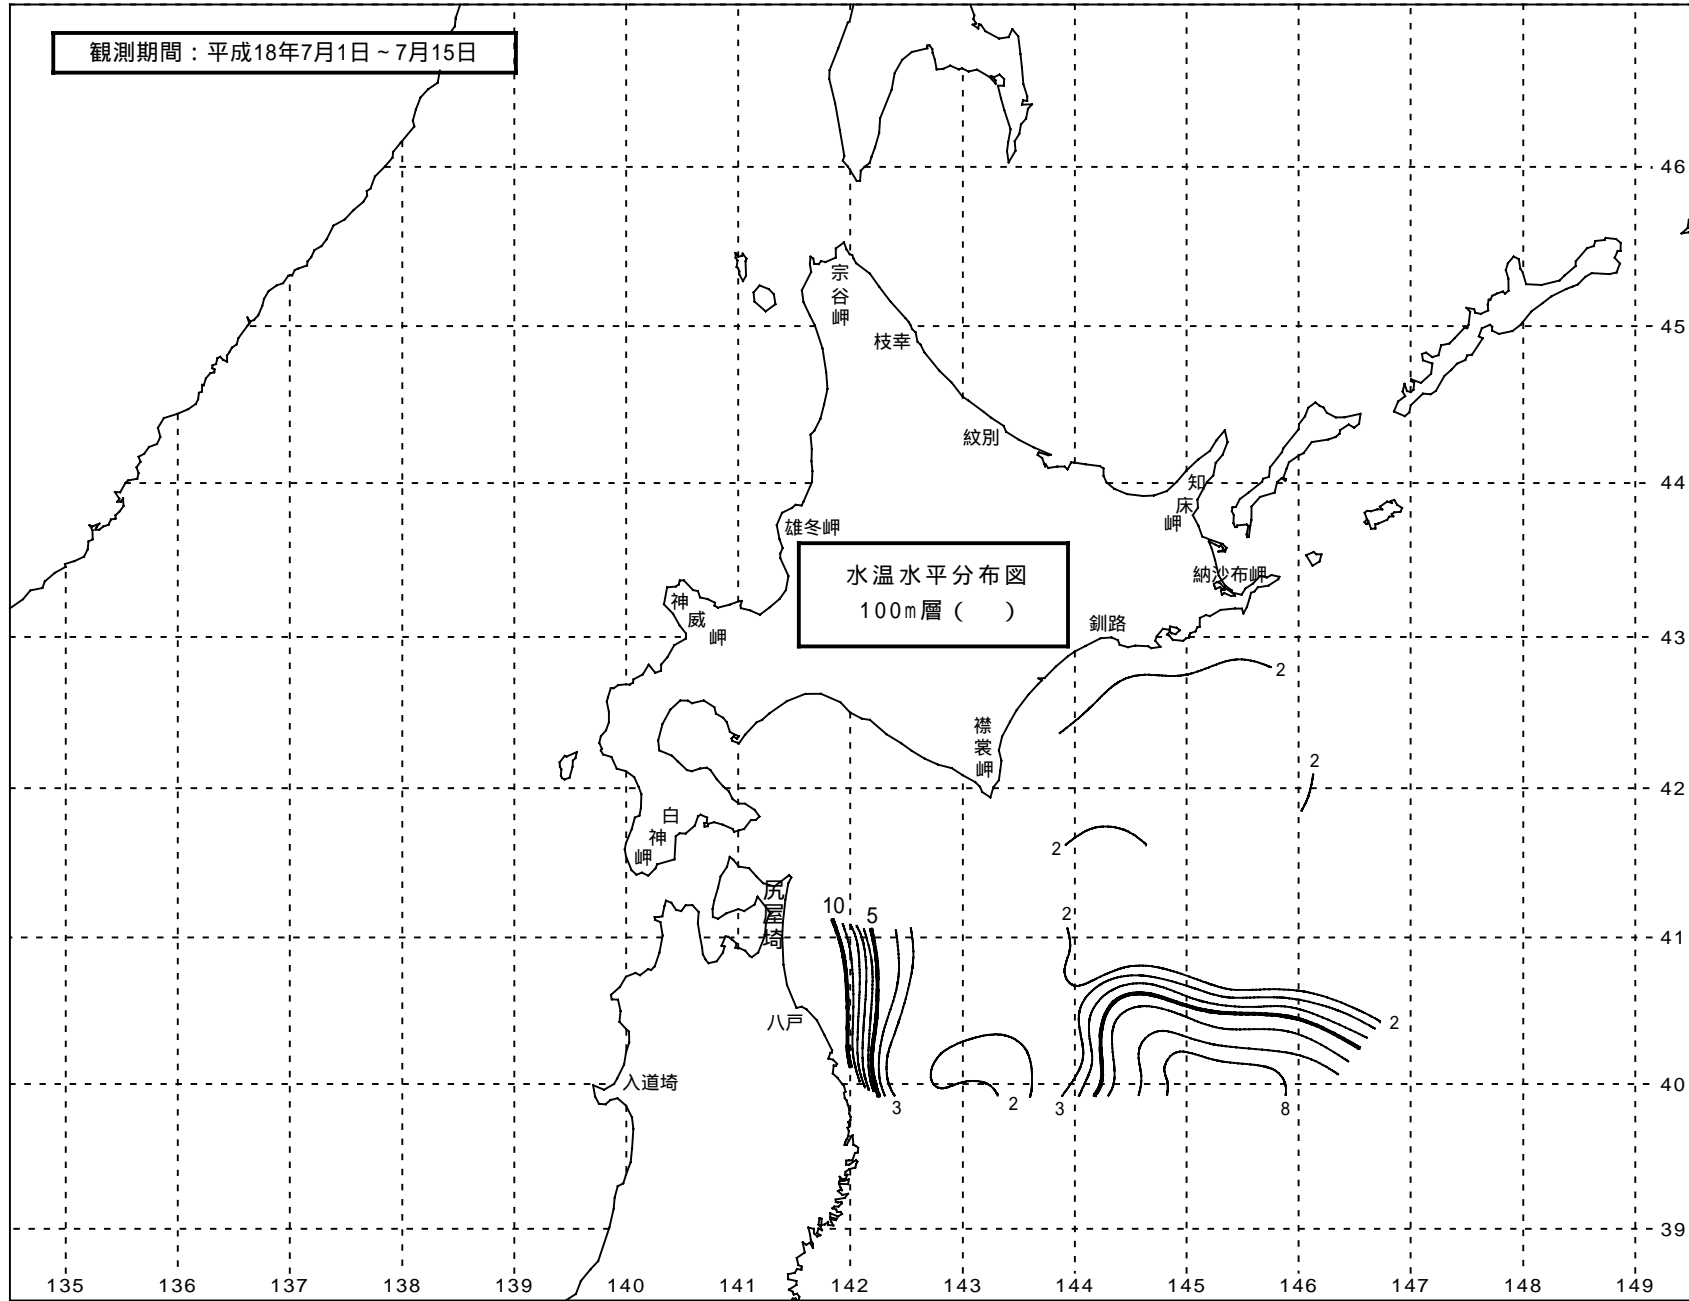 観測期間：平成18年7月1日～7月15日
46
宗谷岬
45
枝幸
紋別
44
知床岬
雄冬岬
水温水平分布図
100m層（　）
納沙布岬
神威岬
釧路
43
2
襟裳岬
2
42
白神岬
2
尻屋埼
10
5
2
41
八戸
2
入道埼
40
3
2
3
8
39
135
136
137
138
139
140
141
142
143
144
145
146
147
148
149